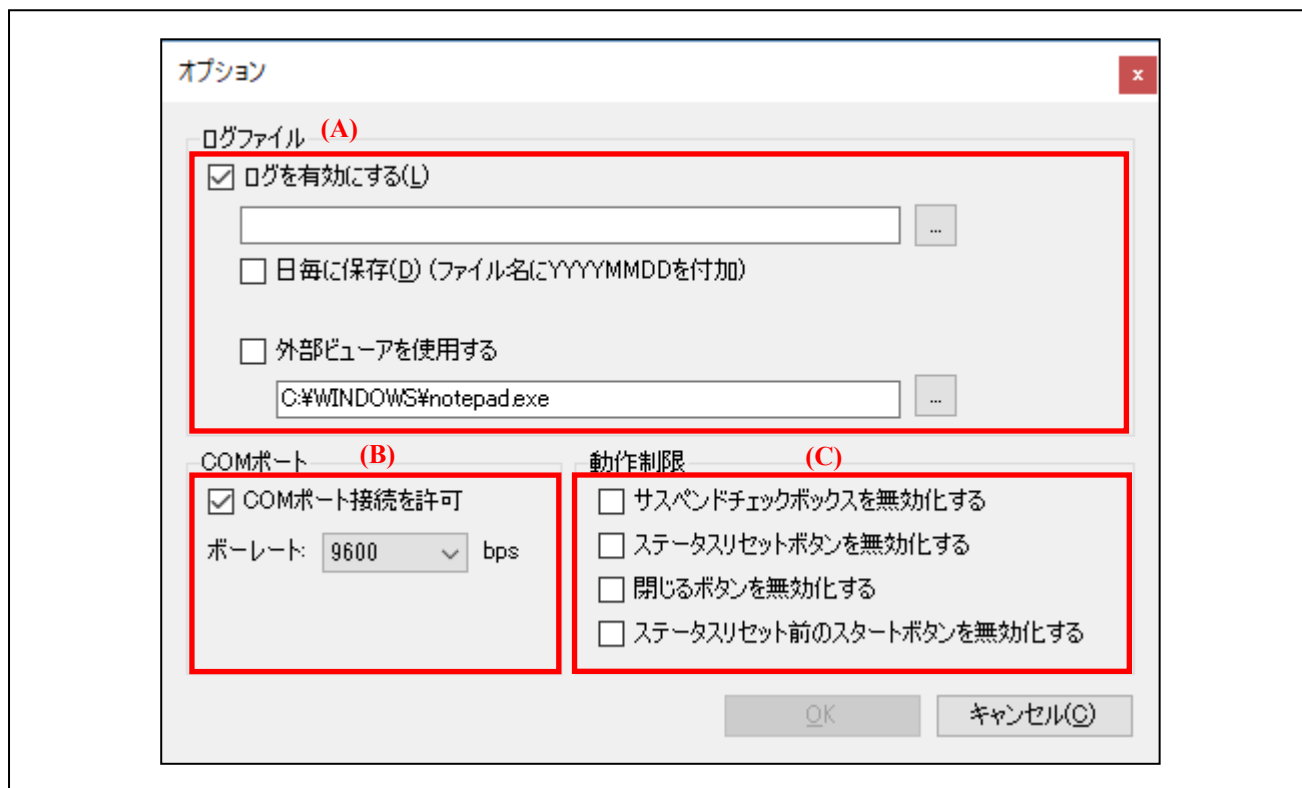 オプション
x
ログファイル (A)
ログを有効にする(L)
...
日毎に保存(D) (ファイル名にYYYYMMDDを付加)
外部ビューアを使用する
C:¥WINDOWS¥notepad.exe
...
COMポート (B)
COMポート接続を許可
ボーレート: 9600 bps
動作制限 (C)
サスペンドチェックボックスを無効化する
ステータスリセットボタンを無効化する
閉じるボタンを無効化する
ステータスリセット前のスタートボタンを無効化する
OK
キャンセル(C)